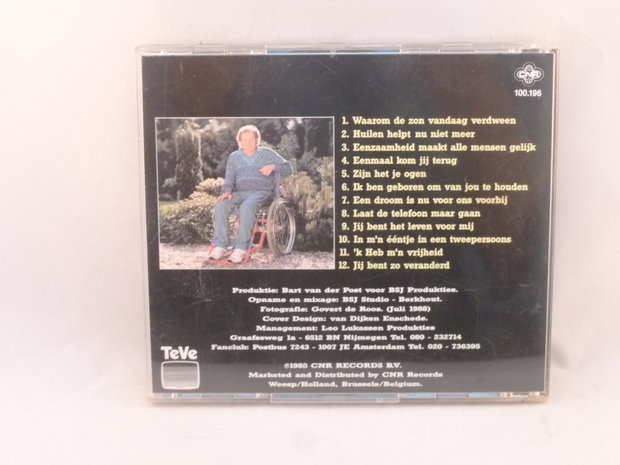 CNR
100.196
1. Waarom de zon vandaag verdween
2. Huilen helpt nu niet meer
3. Eenzaamheid maakt alle mensen gelijk
4. Eenmaal kom jij terug
5. Zijn het je ogen
6. Ik ben geboren om van jou te houden
7. Een droom is nu voor ons voorbij
8. Laat de telefoon maar gaan
9. Jij bent het leven voor mij
10. In m'n ééntje in een tweepersoons
11. 'k Heb m'n vrijheid
12. Jij bent zo veranderd
Produktie: Bart van der Post voor BSJ Produkties.
Opname en mixage: BSJ Studio - Berkhout.
Fotografie: Govert de Roos. (Juli 1988)
Cover Design: van Dijken Enschede.
Management: Leo Lukassen Produkties
Graafseweg 1a - 6512 BN Nijmegen Tel. 080 - 232714
Fanclub: Postbus 7243 - 1007 JE Amsterdam Tel. 020 - 736395
TeVe
©1988 CNR RECORDS B.V.
Marketed and Distributed by CNR Records
Weesp/Holland, Brussels/Belgium.